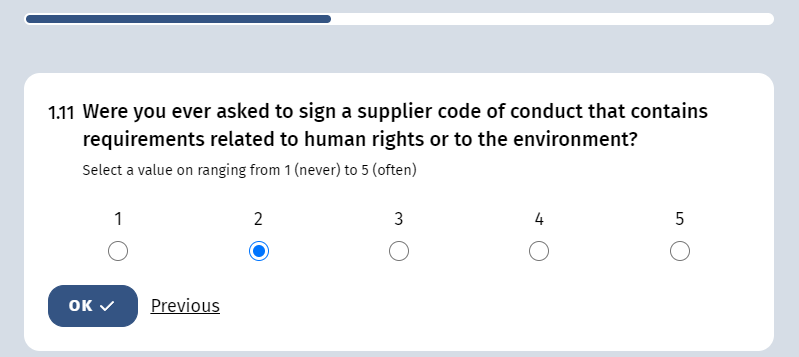 1.11 Were you ever asked to sign a supplier code of conduct that contains
requirements related to human rights or to the environment?
Select a value on ranging from 1 (never) to 5 (often)
1 2 3 4 5
OK Previous